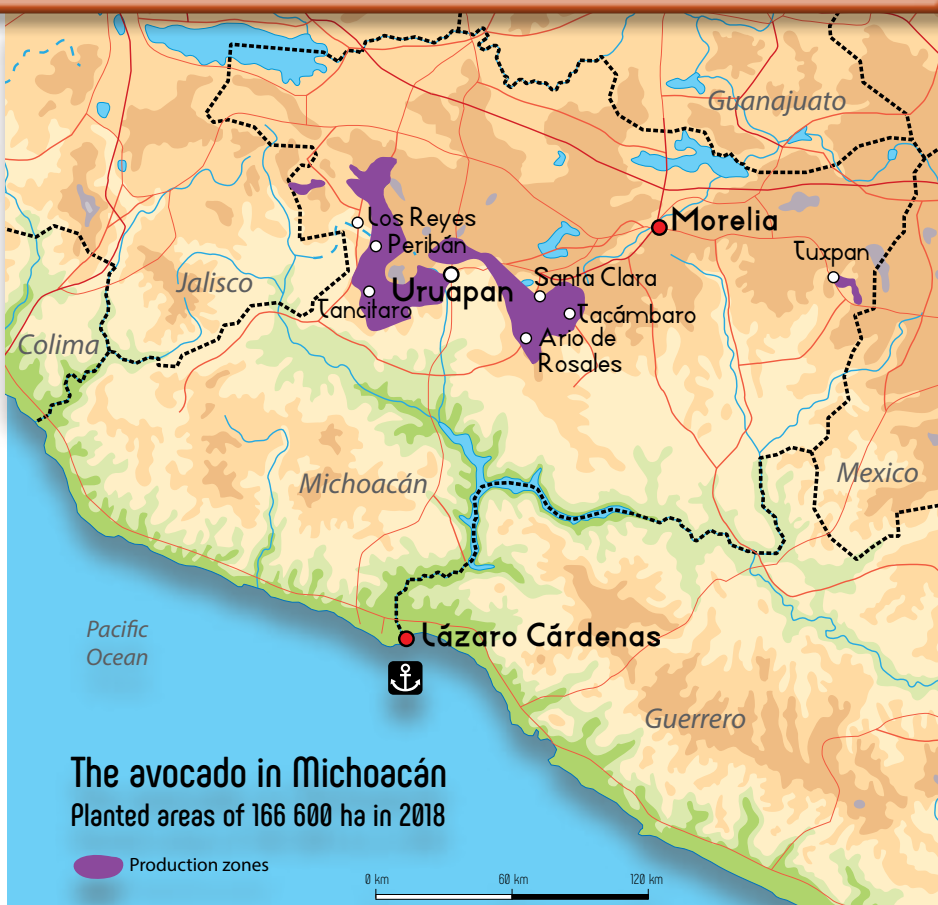 Guanajuato
Los Reyes
Morelia
Peribán
Tuxpan
Jalisco
Uruapan
Santa Clara
Tancitaro
Tacámbaro
Colima
Ario de
Rosales
Michoacán
Mexico
Pacific
Ocean
Lázaro Cárdenas
Guerrero
The avocado in Michoacán
Planted areas of 166 600 ha in 2018
Production zones
0 km 60 km 120 km